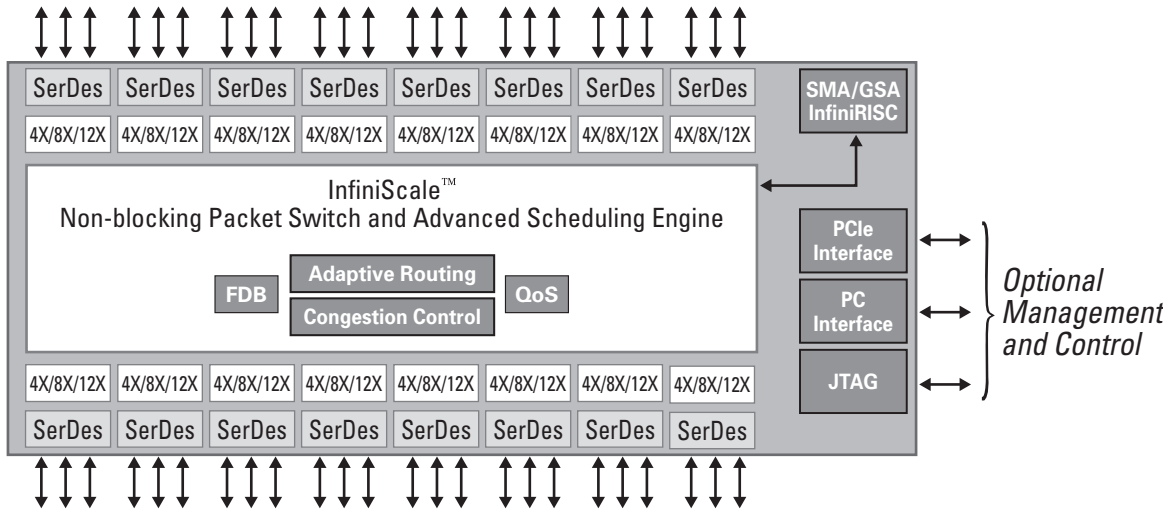 SerDes SerDes SerDes SerDes SerDes SerDes SerDes SerDes
4X/8X/12X 4X/8X/12X 4X/8X/12X 4X/8X/12X 4X/8X/12X 4X/8X/12X 4X/8X/12X 4X/8X/12X
SMA/GSA
InfiniRISC
InfiniScale™
Non-blocking Packet Switch and Advanced Scheduling Engine
FDB
Adaptive Routing
Congestion Control
QoS
PCIe
Interface
PC
Interface
JTAG
Optional
Management
and Control
4X/8X/12X 4X/8X/12X 4X/8X/12X 4X/8X/12X 4X/8X/12X 4X/8X/12X 4X/8X/12X 4X/8X/12X
SerDes SerDes SerDes SerDes SerDes SerDes SerDes SerDes